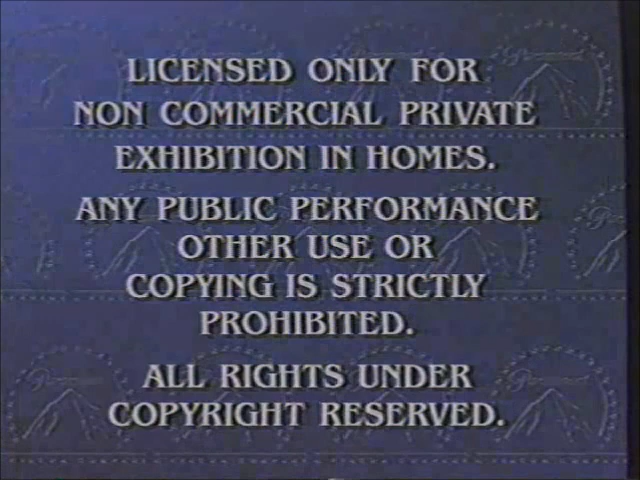 LICENSED ONLY FOR
NON COMMERCIAL PRIVATE
EXHIBITION IN HOMES.
ANY PUBLIC PERFORMANCE
OTHER USE OR
COPYING IS STRICTLY
PROHIBITED.
ALL RIGHTS UNDER
COPYRIGHT RESERVED.